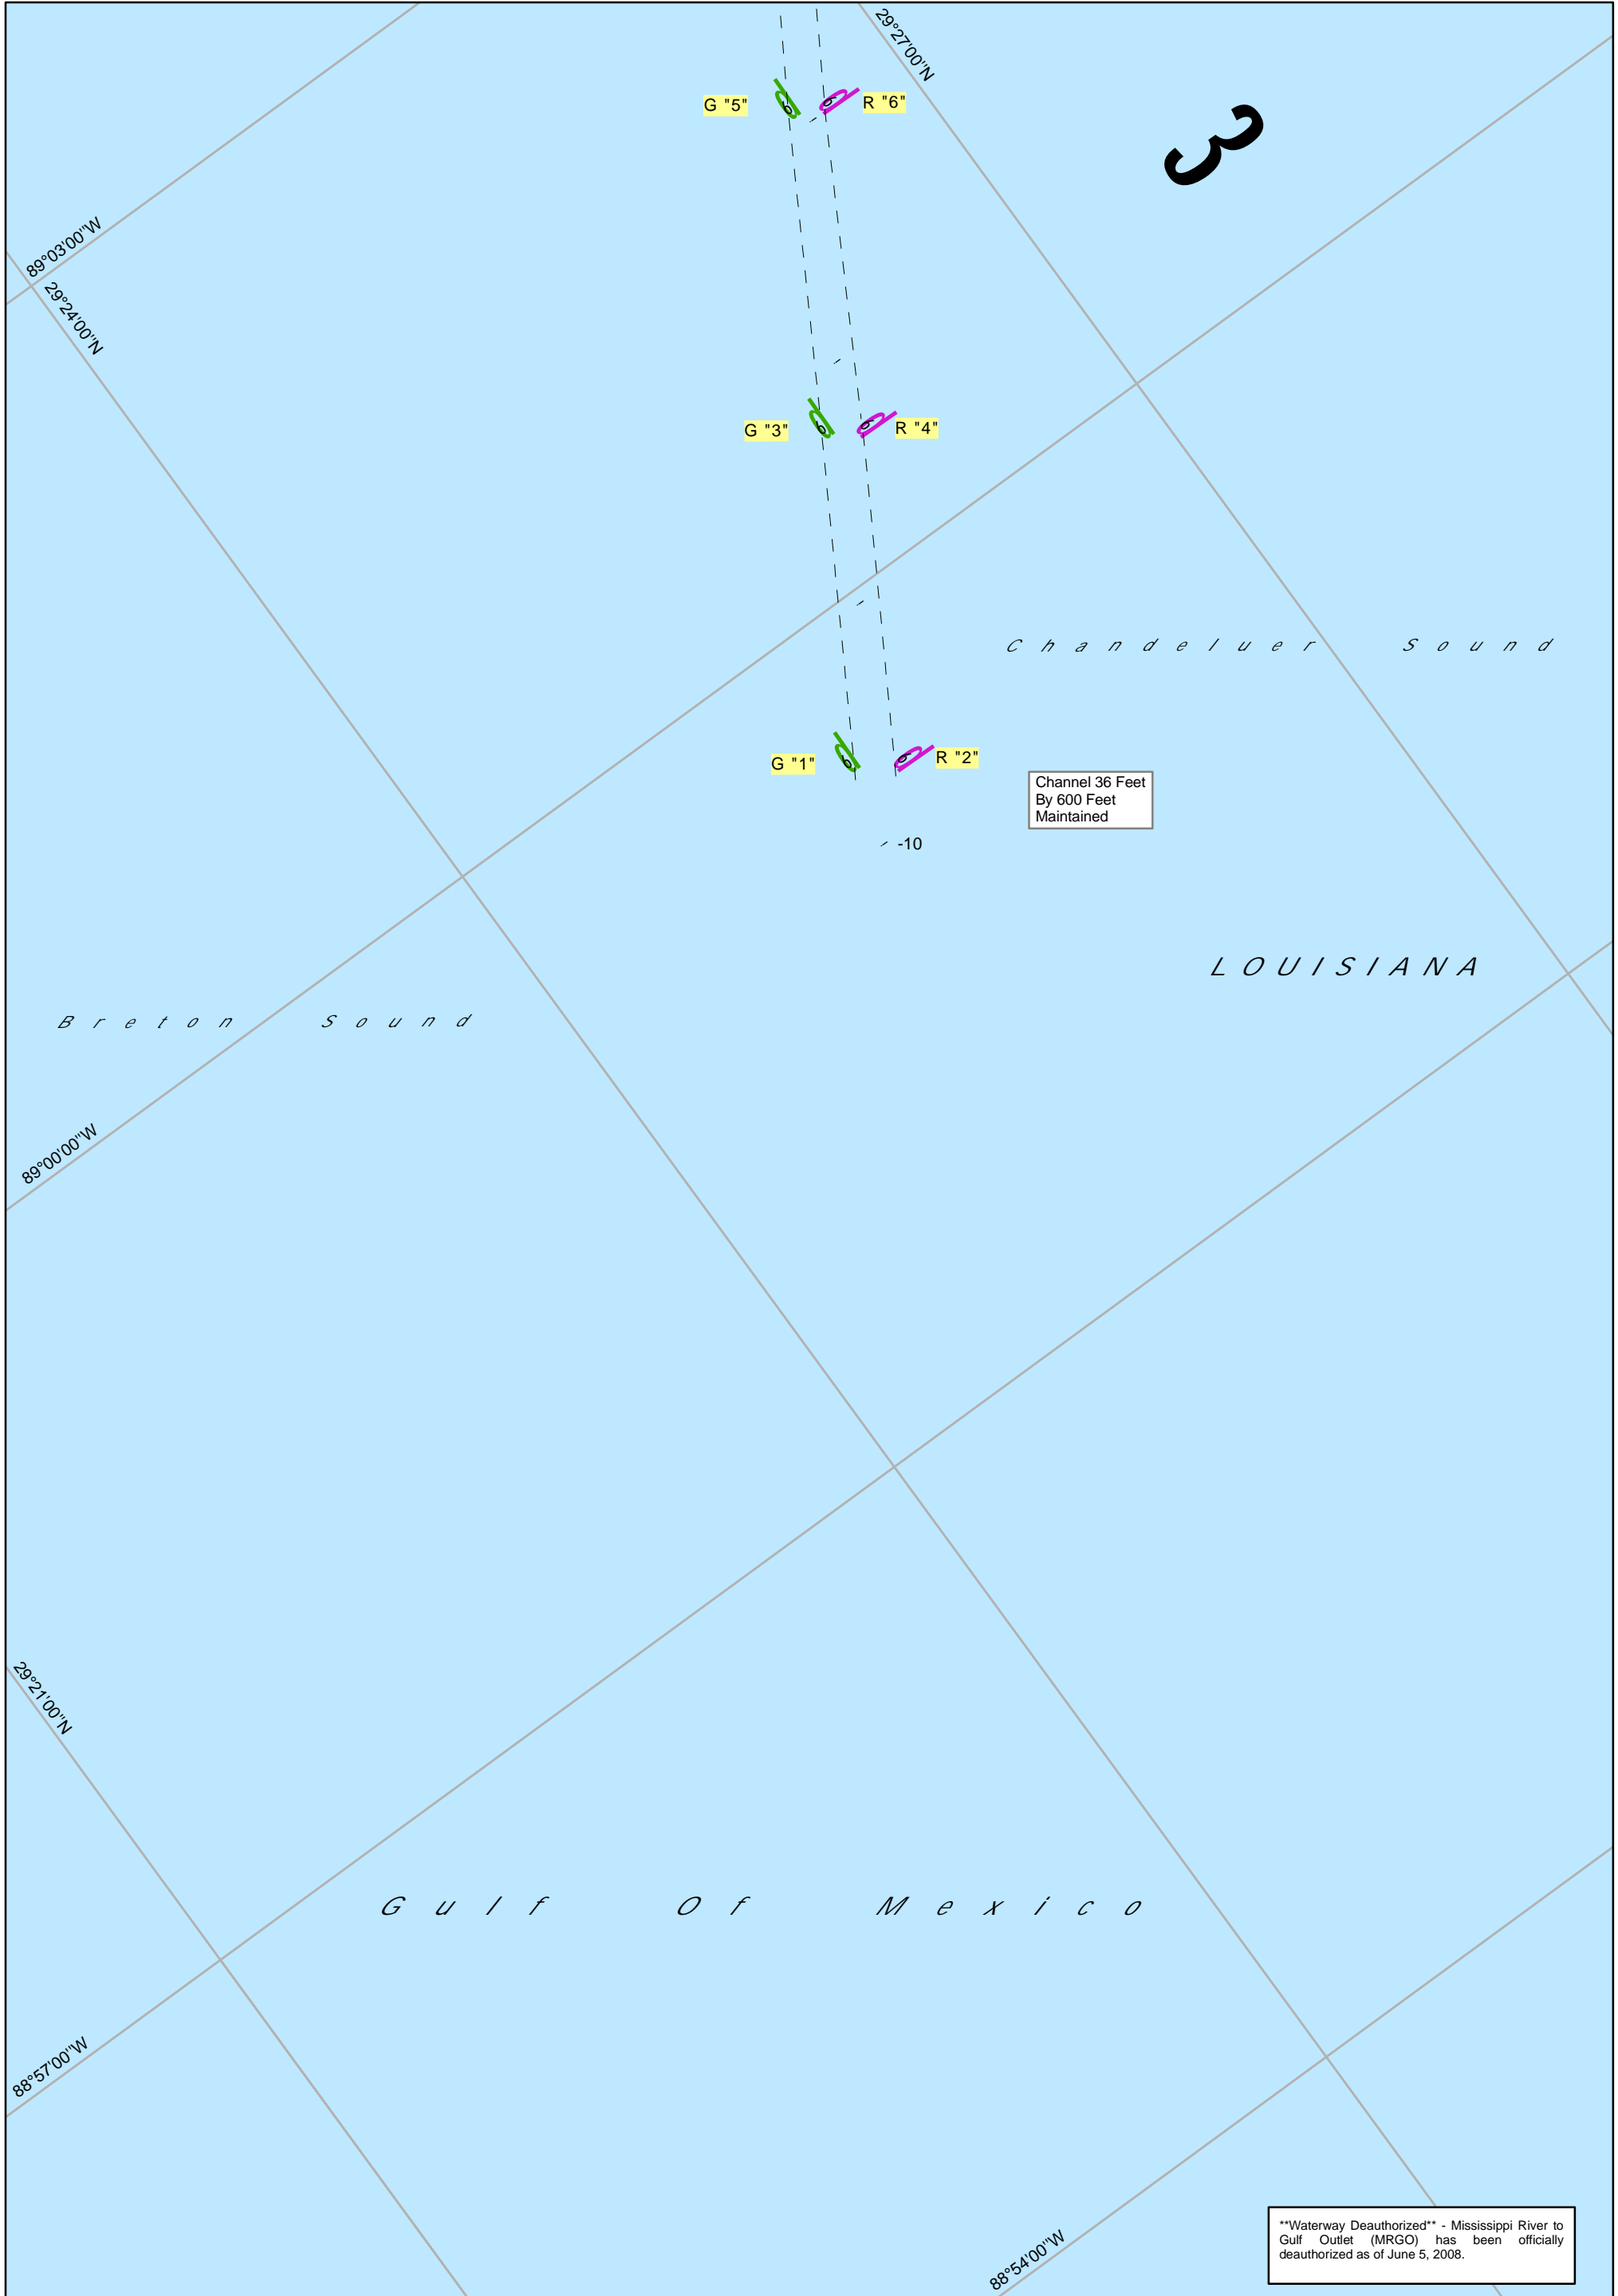 29°27'00"N
G "5"
R "6"
3
89°03'00"W
29°24'00"N
G "3"
R "4"
Chandeluer Sound
G "1"
R "2"
Channel 36 Feet
By 600 Feet
Maintained
-10
LOUISIANA
Breton Sound
89°00'00"W
29°21'00"N
Gulf Of Mexico
88°57'00"W
88°54'00"W
**Waterway Deauthorized** - Mississippi River to
Gulf Outlet (MRGO) has been officially
deauthorized as of June 5, 2008.